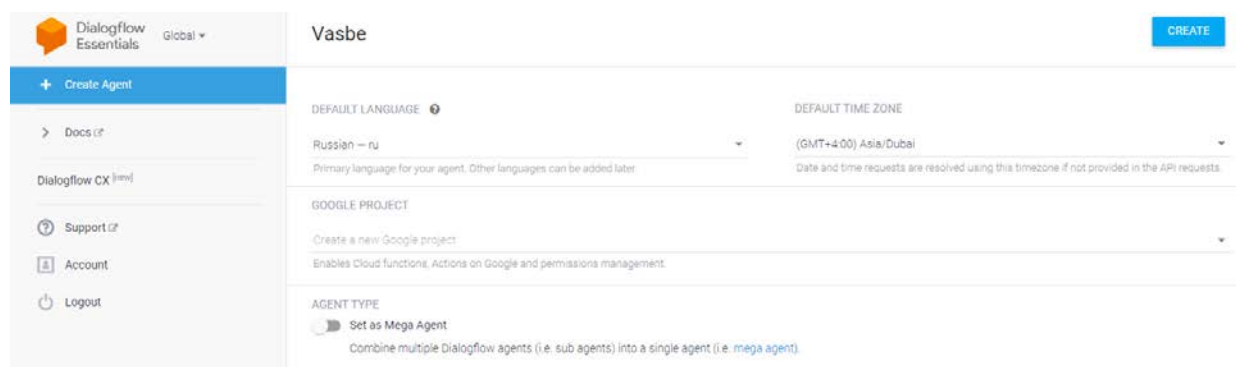 Dialogflow
Essentials
Global
Vasbe
CREATE
Create Agent
DEFAULT LANGUAGE
DEFAULT TIME ZONE
Docs
Russian — ru
(GMT+4:00) Asia/Dubai
Primary language for your agent. Other languages can be added later.
Date and time requests are resolved using this timezone if not provided in the API requests.
Dialogflow CX [new]
GOOGLE PROJECT
Support
Create a new Google project
Enables Cloud functions, Actions on Google and permissions management.
Account
Logout
AGENT TYPE
Set as Mega Agent
Combine multiple Dialogflow agents (i.e. sub agents) into a single agent (i.e. mega agent).